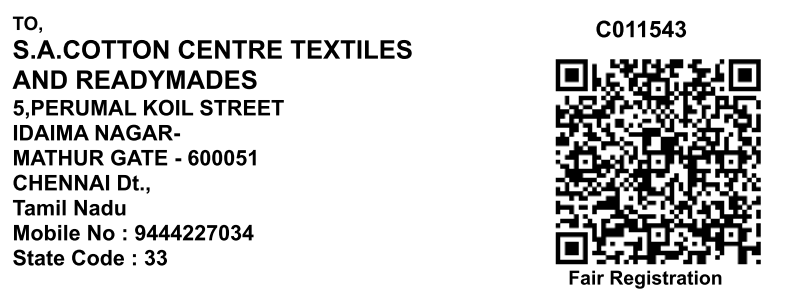 TO,
S.A.COTTON CENTRE TEXTILES
AND READYMADES
5,PERUMAL KOIL STREET
IDAIMA NAGAR-
MATHUR GATE - 600051
CHENNAI Dt.,
Tamil Nadu
Mobile No : 9444227034
State Code : 33
C011543
Fair Registration